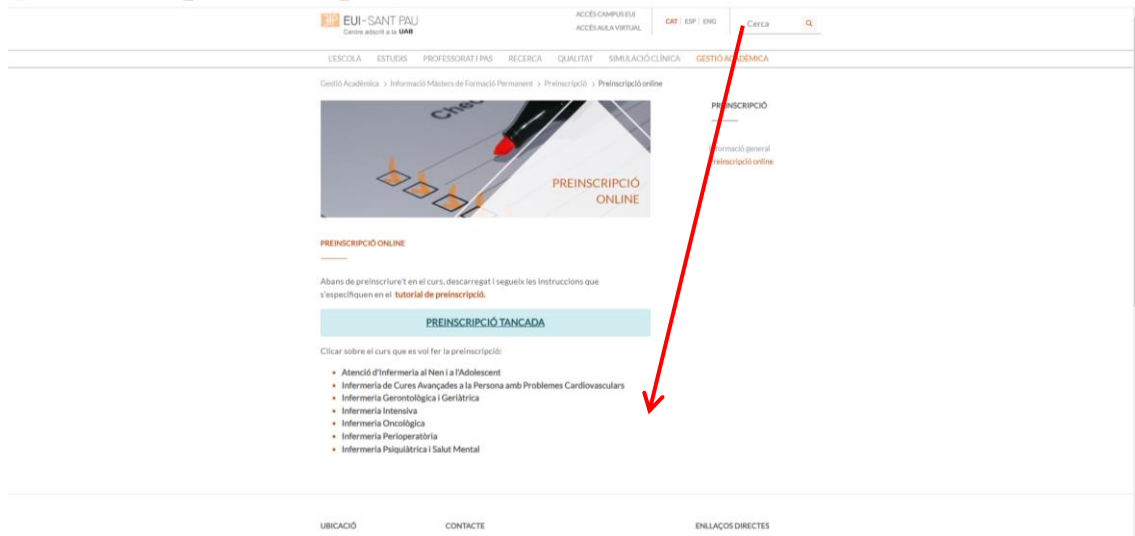 EUI-SANT PAU
Centre adscrit a la UAB
ACCÉS CAMPUS EUI
ACCÉS AULA VIRTUAL
CAT | ESP | ENG
Cerca
L'ESCOLA ESTUDIS PROFESSORAT I PAS RECERCA QUALITAT SIMULACIÓ CLÍNICA GESTIÓ ACADÈMICA
Gestió Acadèmica > Informació Màsters de Formació Permanent > Preinscripció > Preinscripció online
PREINSCRIPCIÓ
Informació general
Preinscripció online
Chec
PREINSCRIPCIÓ
ONLINE
PREINSCRIPCIÓ ONLINE
Abans de preinscriure't en el curs, descarregat i segueix les instruccions que
s'especifiquen en el tutorial de preinscripció.
PREINSCRIPCIÓ TANCADA
Clicar sobre el curs que es vol fer la preinscripció:
• Atenció d'Infermeria al Nen i a l'Adolescent
• Infermeria de Cures Avançades a la Persona amb Problemes Cardiovasculars
• Infermeria Gerontològica i Geriàtrica
• Infermeria Intensiva
• Infermeria Oncològica
• Infermeria Perioperatòria
• Infermeria Psiquiàtrica i Salut Mental
UBICACIÓ
CONTACTE
ENLLAÇOS DIRECTES